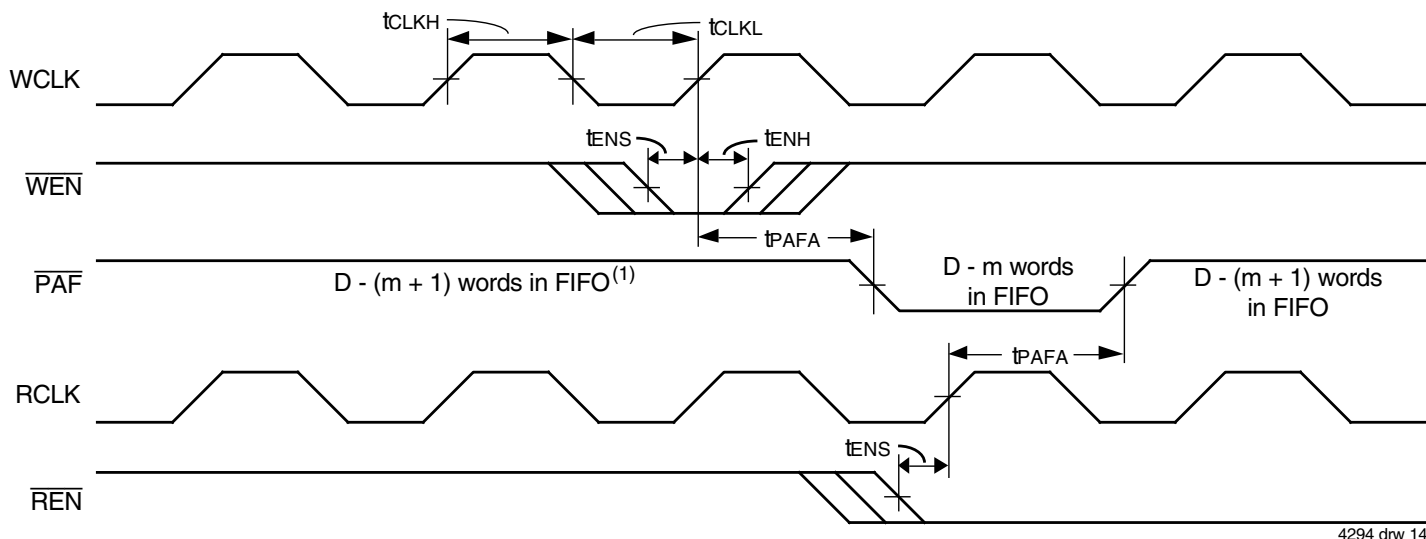 tCLKH
tCLKL
WCLK
tENS
tENH
WEN
tPAFA
PAF
D - (m + 1) words in FIFO(1)
D - m words
in FIFO
D - (m + 1) words
in FIFO
tPAFA
RCLK
tENS
REN
4294 drw 14